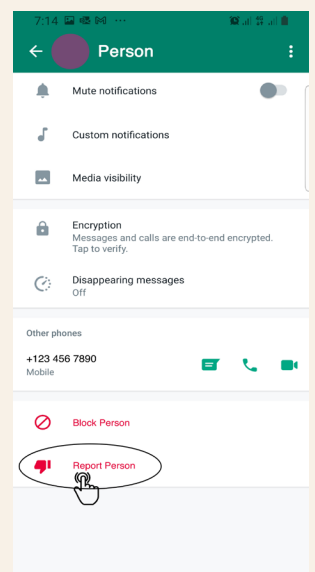 7:14
Person
Mute notifications
Custom notifications
Media visibility
Encryption
Messages and calls are end-to-end encrypted.
Tap to verify.
Disappearing messages
Off
Other phones
+123 456 7890
Mobile
Block Person
Report Person